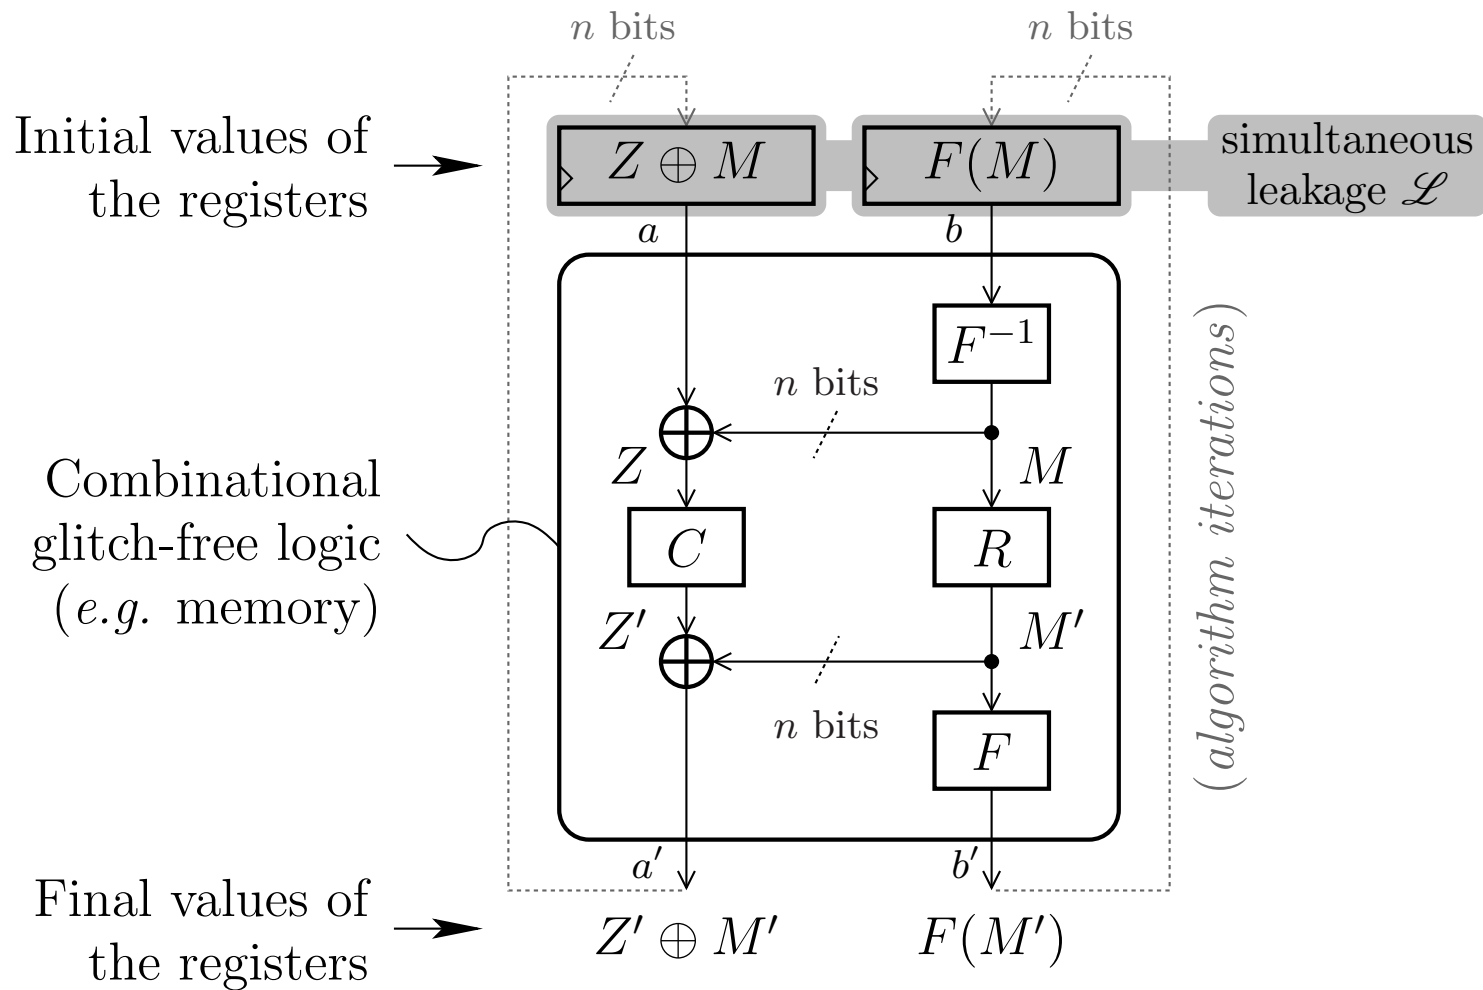 n bits
n bits
Initial values of
the registers
Z ⊕ M
F(M)
simultaneous
leakage ℒ
a
b
F⁻¹
n bits
Z
M
Combinational
glitch-free logic
(e.g. memory)
C
R
Z′
M′
n bits
F
(algorithm iterations)
a′
b′
Final values of
the registers
Z′ ⊕ M′
F(M′)